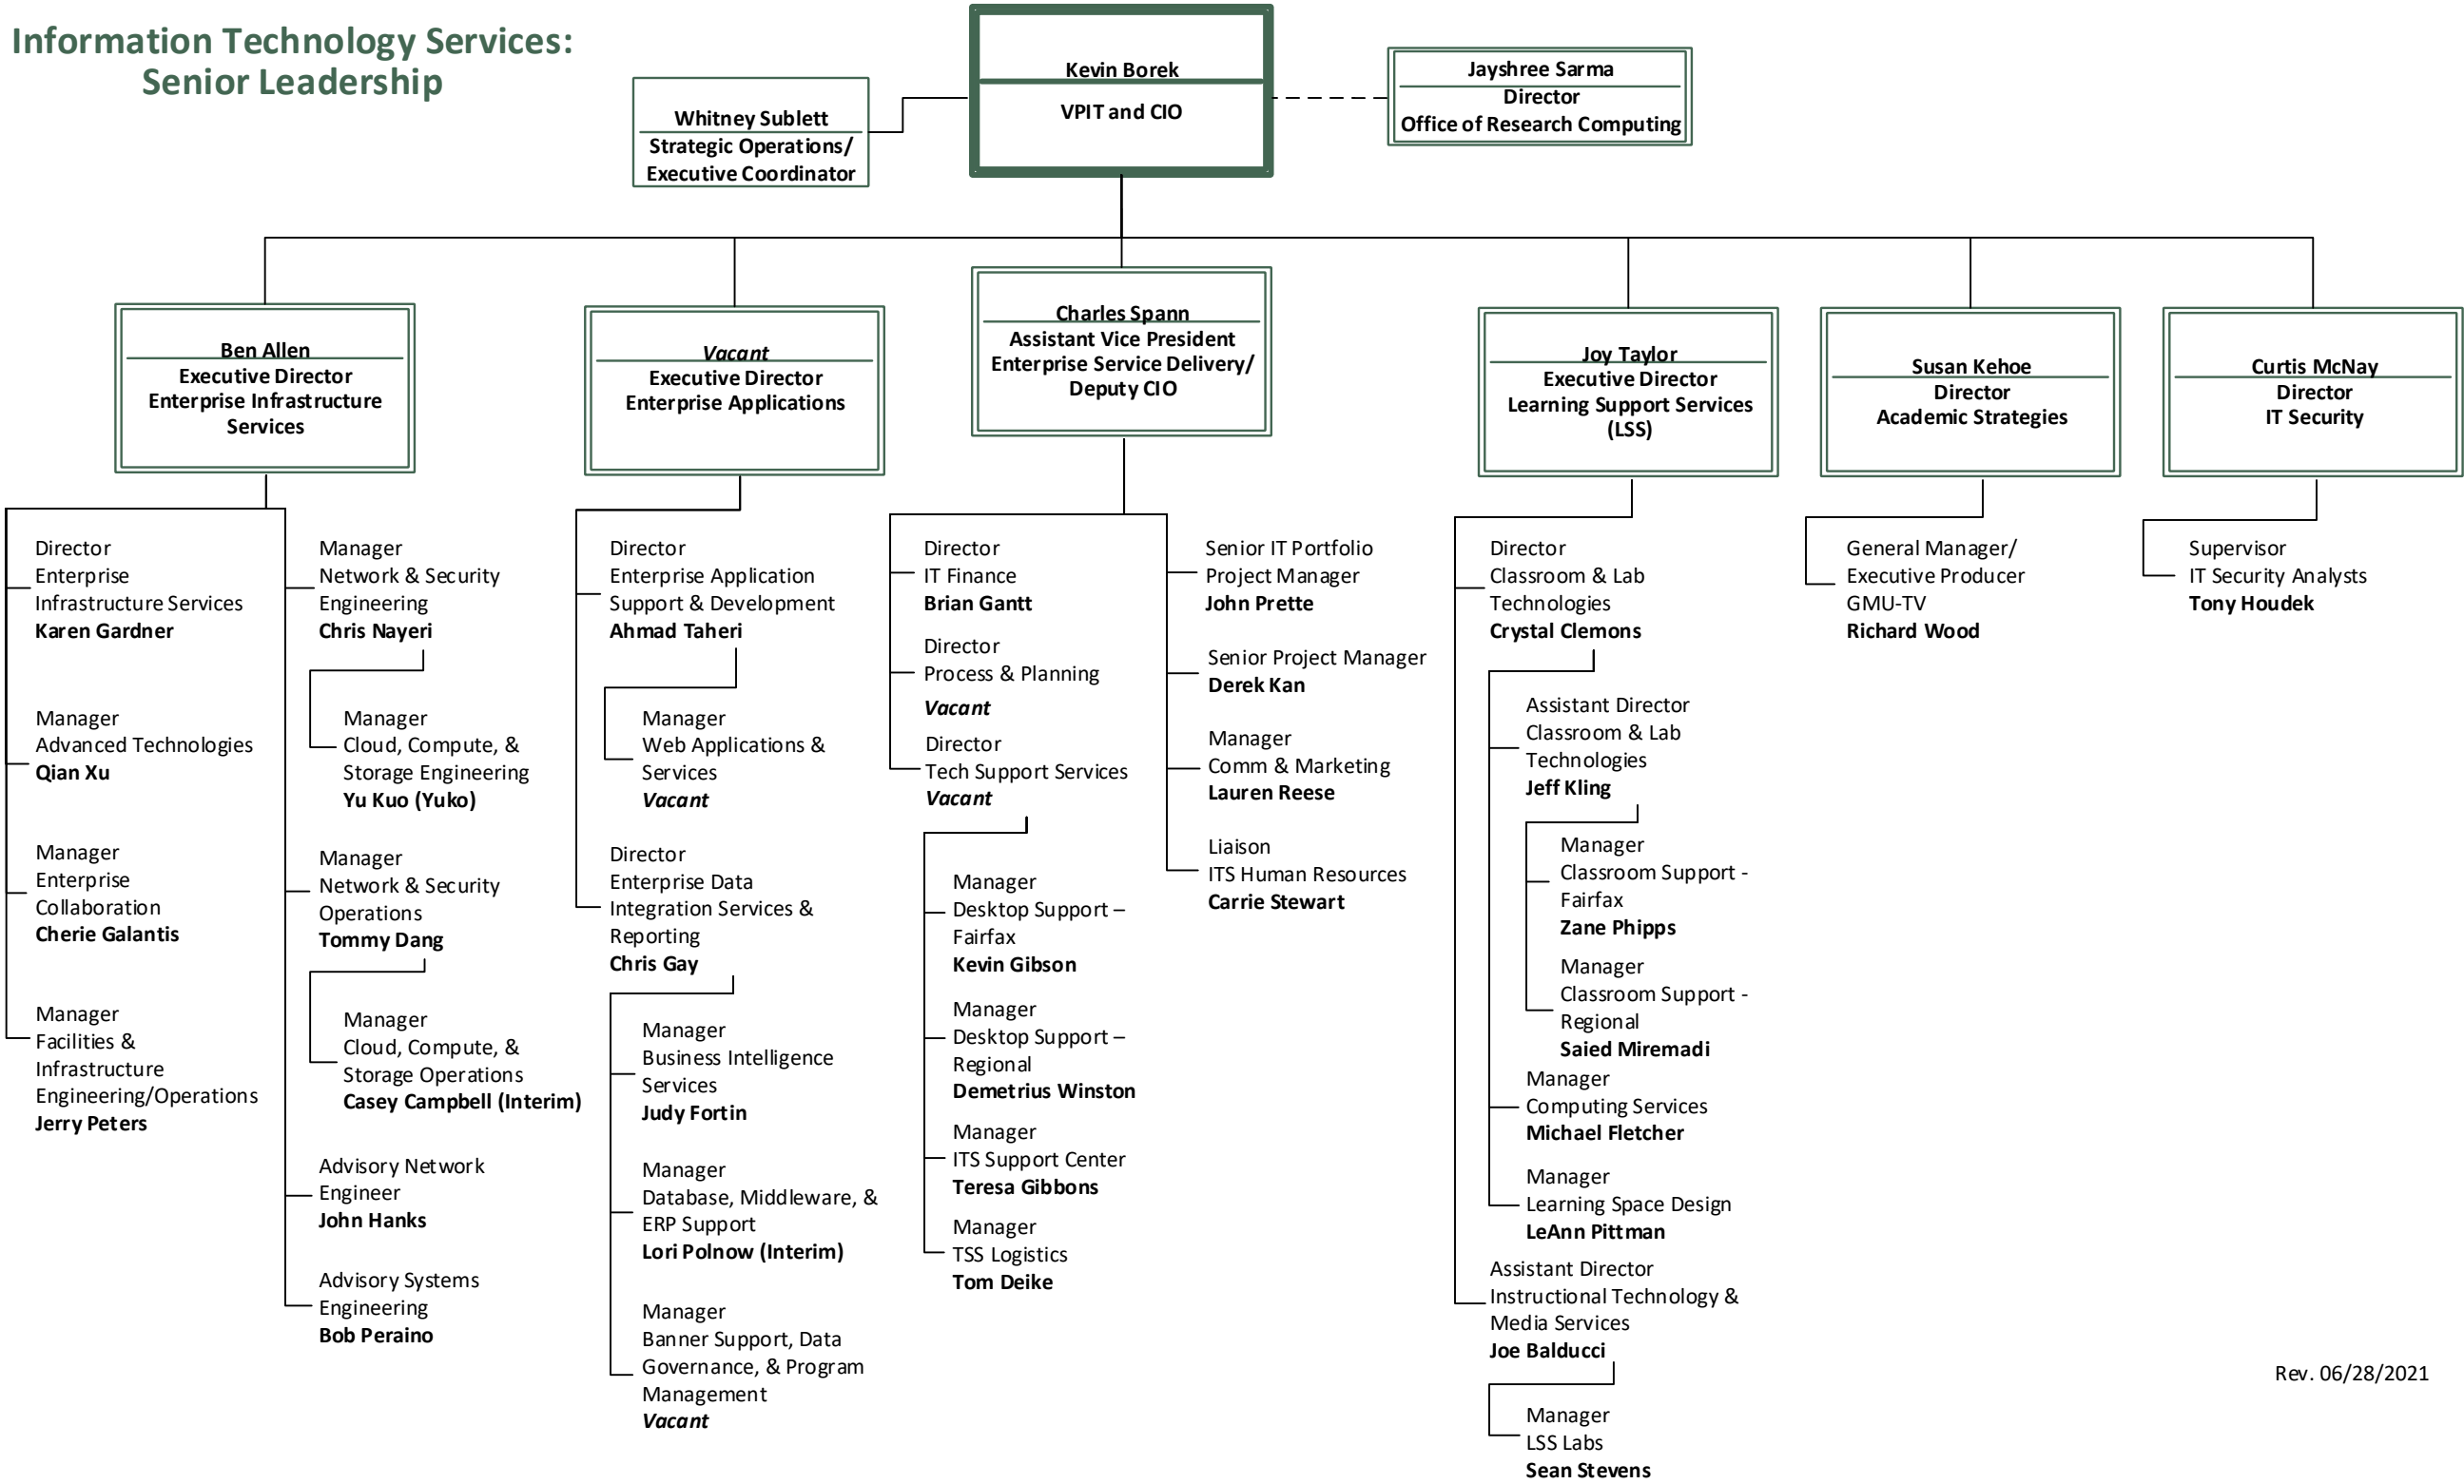 Information Technology Services:
Senior Leadership
Kevin Borek
VPIT and CIO
Whitney Sublett
Strategic Operations/
Executive Coordinator
Jayshree Sarma
Director
Office of Research Computing
Ben Allen
Executive Director
Enterprise Infrastructure
Services
Vacant
Executive Director
Enterprise Applications
Charles Spann
Assistant Vice President
Enterprise Service Delivery/
Deputy CIO
Joy Taylor
Executive Director
Learning Support Services
(LSS)
Susan Kehoe
Director
Academic Strategies
Curtis McNay
Director
IT Security
Director
Enterprise
Infrastructure Services
Karen Gardner
Manager
Advanced Technologies
Qian Xu
Manager
Enterprise
Collaboration
Cherie Galantis
Manager
Facilities &
Infrastructure
Engineering/Operations
Jerry Peters
Manager
Network & Security
Engineering
Chris Nayeri
Manager
Cloud, Compute, &
Storage Engineering
Yu Kuo (Yuko)
Manager
Network & Security
Operations
Tommy Dang
Manager
Cloud, Compute, &
Storage Operations
Casey Campbell (Interim)
Advisory Network
Engineer
John Hanks
Advisory Systems
Engineering
Bob Peraino
Director
Enterprise Application
Support & Development
Ahmad Taheri
Manager
Web Applications &
Services
Vacant
Director
Enterprise Data
Integration Services &
Reporting
Chris Gay
Manager
Business Intelligence
Services
Judy Fortin
Manager
Database, Middleware, &
ERP Support
Lori Polnow (Interim)
Manager
Banner Support, Data
Governance, & Program
Management
Vacant
Director
IT Finance
Brian Gantt
Director
Process & Planning
Vacant
Director
Tech Support Services
Vacant
Manager
Desktop Support –
Fairfax
Kevin Gibson
Manager
Desktop Support –
Regional
Demetrius Winston
Manager
ITS Support Center
Teresa Gibbons
Manager
TSS Logistics
Tom Deike
Senior IT Portfolio
Project Manager
John Prette
Senior Project Manager
Derek Kan
Manager
Comm & Marketing
Lauren Reese
Liaison
ITS Human Resources
Carrie Stewart
Director
Classroom & Lab
Technologies
Crystal Clemons
Assistant Director
Classroom & Lab
Technologies
Jeff Kling
Manager
Classroom Support -
Fairfax
Zane Phipps
Manager
Classroom Support -
Regional
Saied Miremadi
Manager
Computing Services
Michael Fletcher
Manager
Learning Space Design
LeAnn Pittman
Assistant Director
Instructional Technology &
Media Services
Joe Balducci
Manager
LSS Labs
Sean Stevens
General Manager/
Executive Producer
GMU-TV
Richard Wood
Supervisor
IT Security Analysts
Tony Houdek
Rev. 06/28/2021